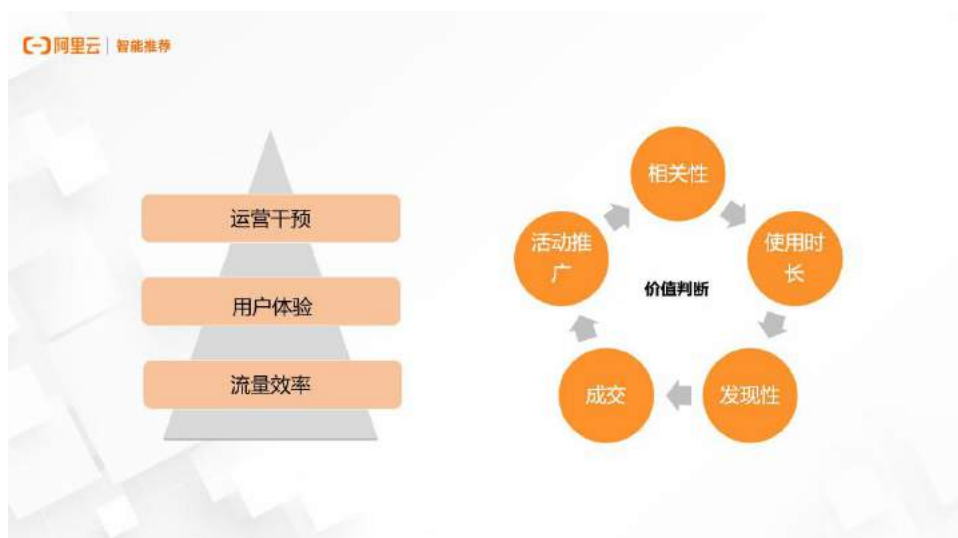 阿里云 | 智能推荐
运营干预
用户体验
流量效率
相关性
使用时
长
发现性
成交
活动推
广
价值判断